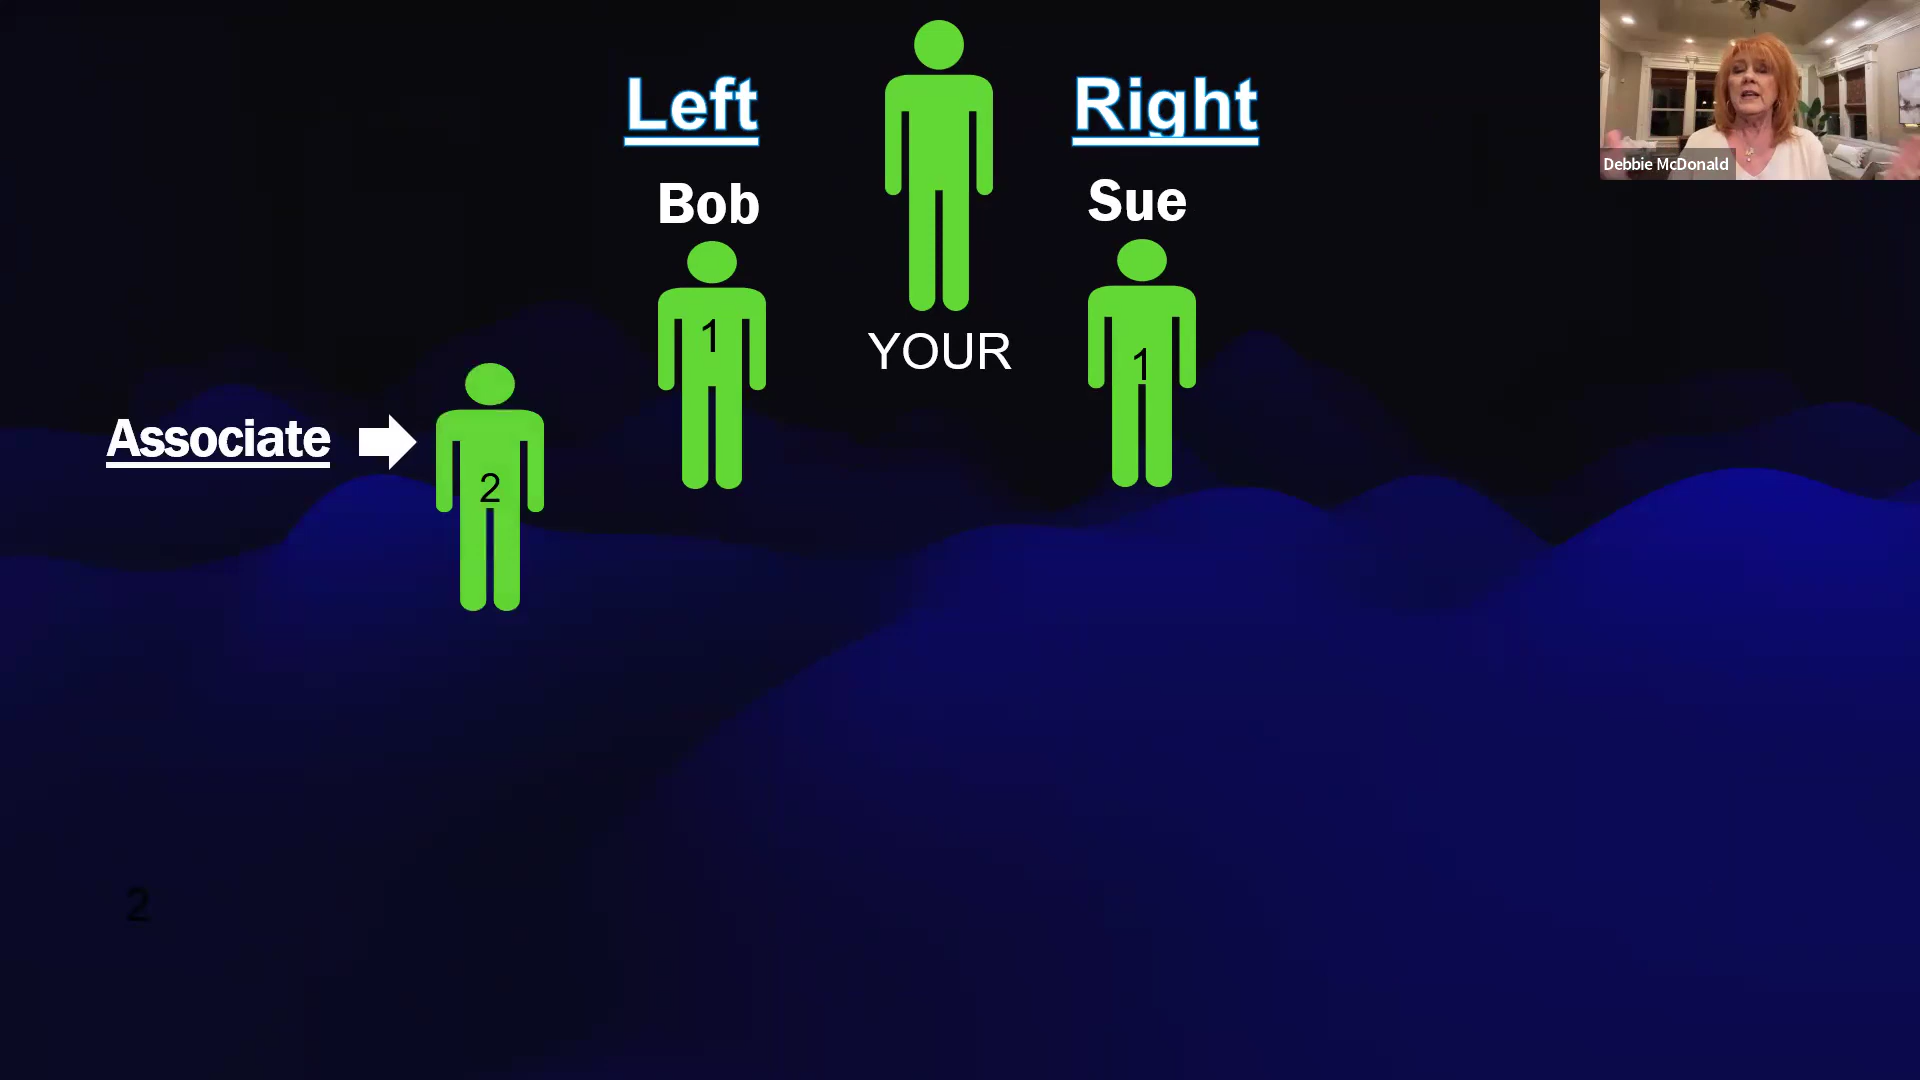 Left
Right
Bob
Sue
Debbie McDonald
1
YOUR
1
Associate
2
2